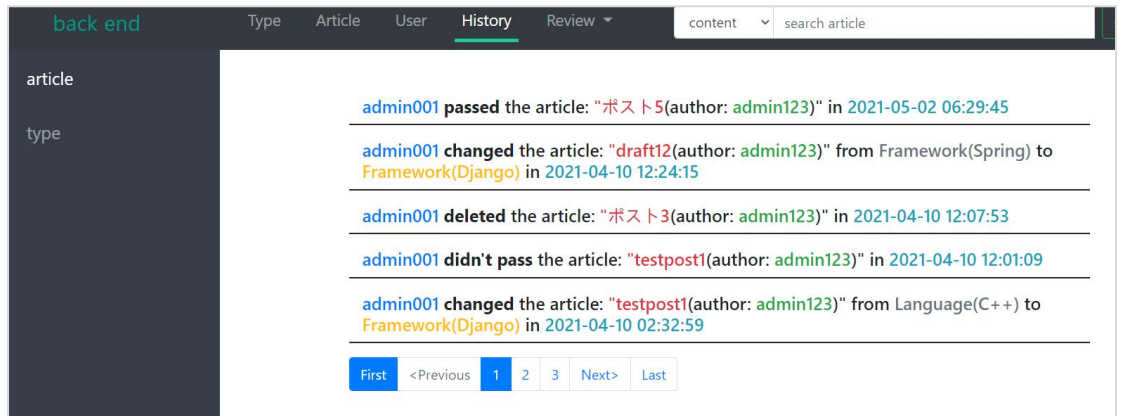 back end
Type Article User History Review
content search article
article
type
admin001 passed the article: "ポスト5(author: admin123)" in 2021-05-02 06:29:45
admin001 changed the article: "draft12(author: admin123)" from Framework(Spring) to
Framework(Django) in 2021-04-10 12:24:15
admin001 deleted the article: "ポスト3(author: admin123)" in 2021-04-10 12:07:53
admin001 didn't pass the article: "testpost1(author: admin123)" in 2021-04-10 12:01:09
admin001 changed the article: "testpost1(author: admin123)" from Language(C++) to
Framework(Django) in 2021-04-10 02:32:59
First <Previous 1 2 3 Next> Last